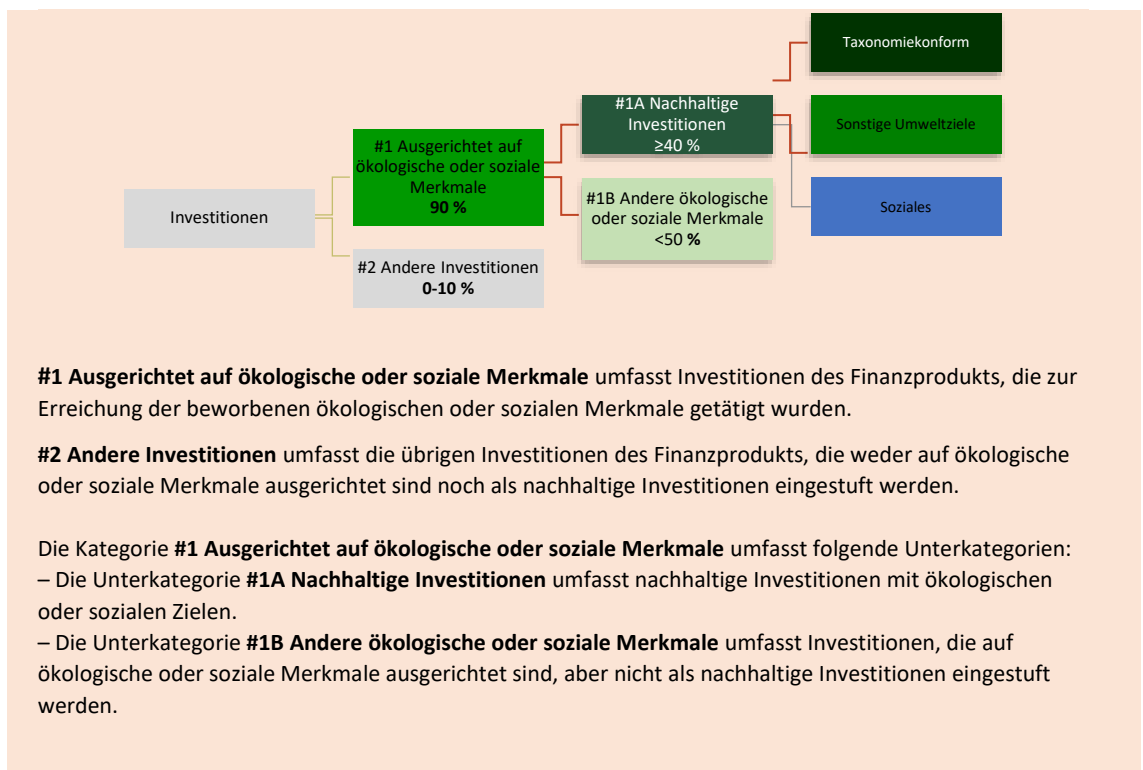 Taxonomiekonform
#1A Nachhaltige
Investitionen
≥40 %
Sonstige Umweltziele
#1 Ausgerichtet auf
ökologische oder soziale
Merkmale
90 %
#1B Andere ökologische
oder soziale Merkmale
<50 %
Soziales
Investitionen
#2 Andere Investitionen
0-10 %
#1 Ausgerichtet auf ökologische oder soziale Merkmale umfasst Investitionen des Finanzprodukts, die zur
Erreichung der beworbenen ökologischen oder sozialen Merkmale getätigt wurden.
#2 Andere Investitionen umfasst die übrigen Investitionen des Finanzprodukts, die weder auf ökologische
oder soziale Merkmale ausgerichtet sind noch als nachhaltige Investitionen eingestuft werden.
Die Kategorie #1 Ausgerichtet auf ökologische oder soziale Merkmale umfasst folgende Unterkategorien:
– Die Unterkategorie #1A Nachhaltige Investitionen umfasst nachhaltige Investitionen mit ökologischen
oder sozialen Zielen.
– Die Unterkategorie #1B Andere ökologische oder soziale Merkmale umfasst Investitionen, die auf
ökologische oder soziale Merkmale ausgerichtet sind, aber nicht als nachhaltige Investitionen eingestuft
werden.